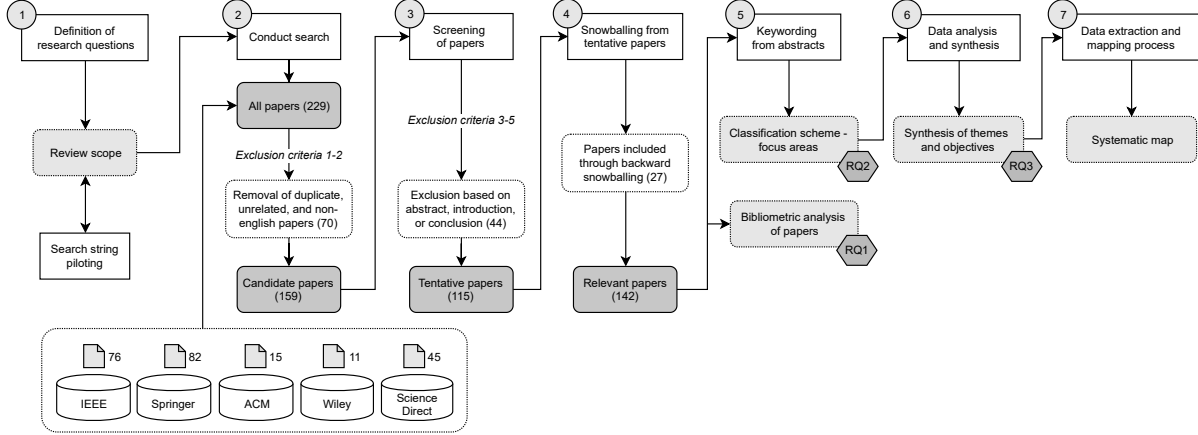 1
Definition of
research questions
Review scope
Search string
piloting
2
Conduct search
All papers (229)
Exclusion criteria 1-2
Removal of duplicate,
unrelated, and non-
english papers (70)
Candidate papers
(159)
3
Screening
of papers
Exclusion criteria 3-5
Exclusion based on
abstract, introduction,
or conclusion (44)
Tentative papers
(115)
4
Snowballing from
tentative papers
Papers included
through backward
snowballing (27)
Relevant papers
(142)
5
Keywording
from abstracts
Classification scheme -
focus areas
RQ2
Bibliometric analysis
of papers
RQ1
6
Data analysis
and synthesis
Synthesis of themes
and objectives
RQ3
7
Data extraction and
mapping process
Systematic map
76
82
15
11
45
IEEE
Springer
ACM
Wiley
Science
Direct